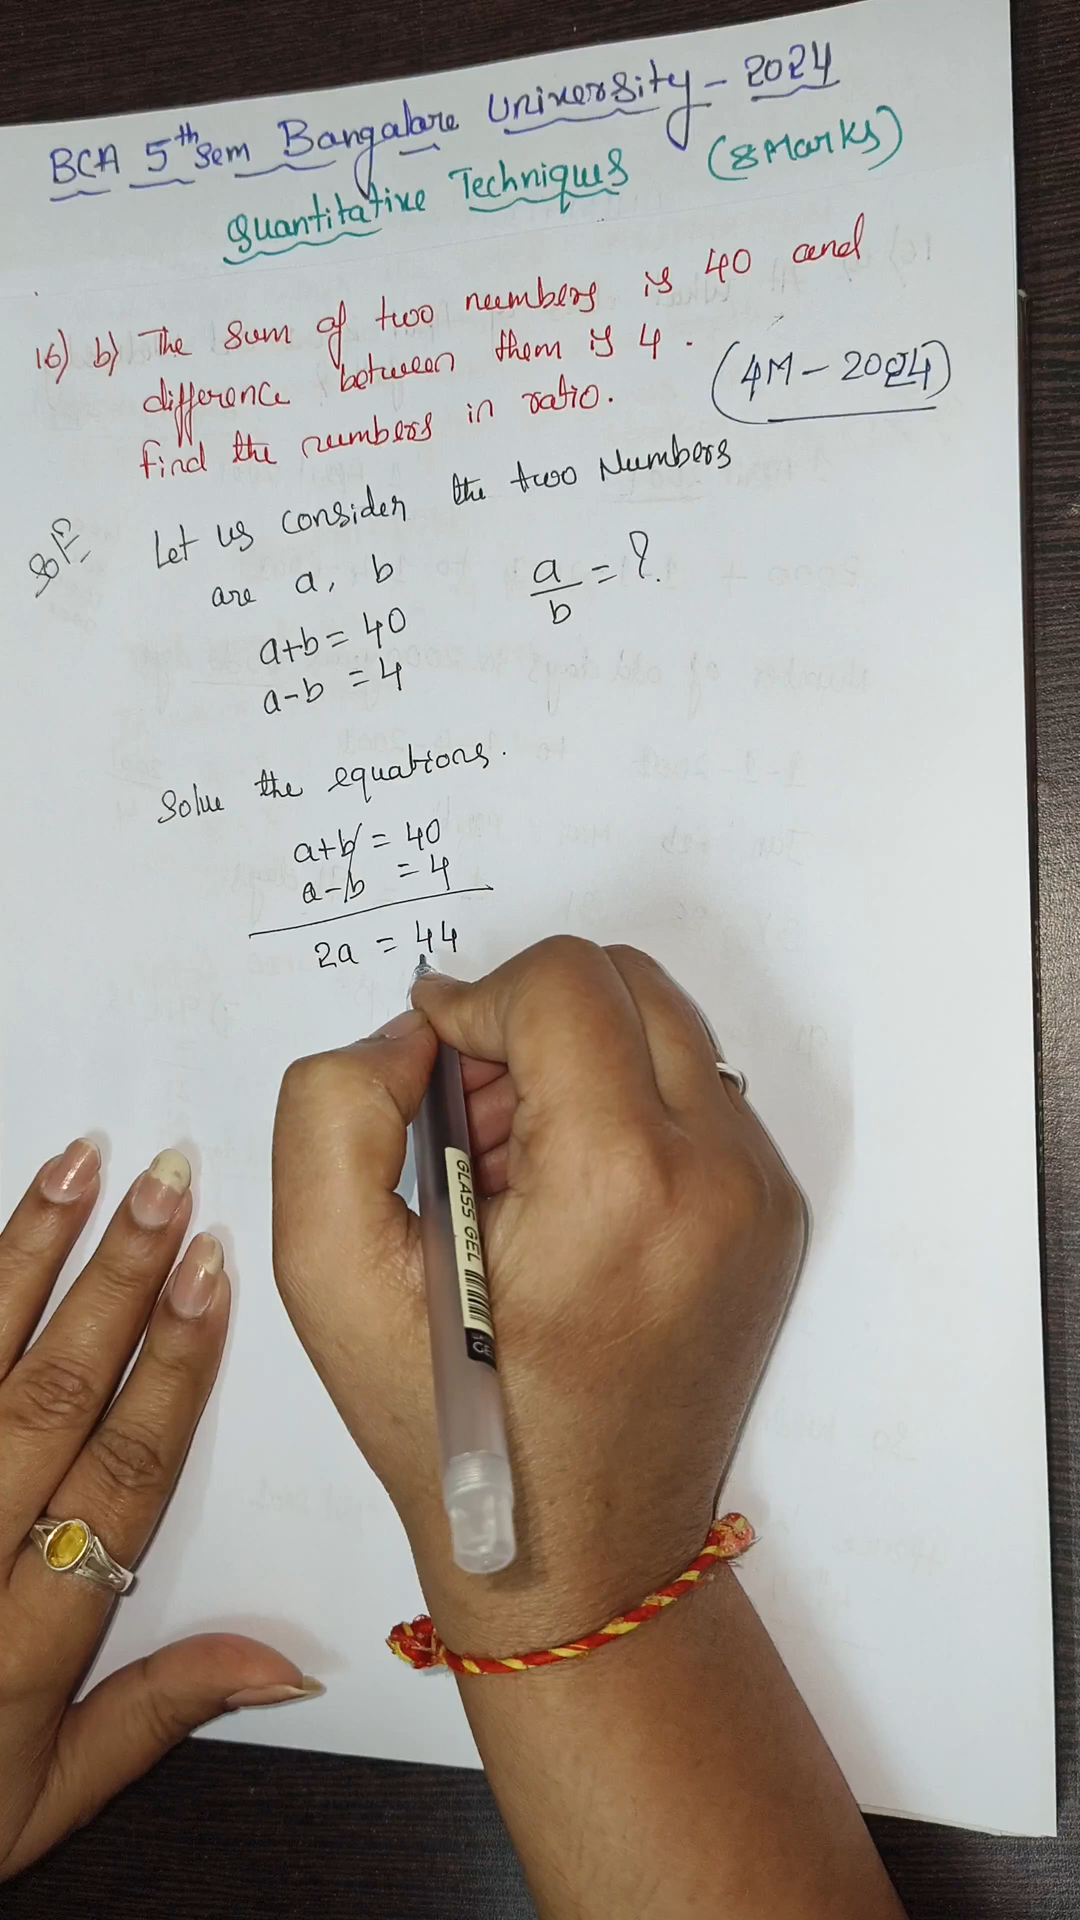 BCA 5th Sem Bangalore University - 2024
Quantitative Techniques (8 Marks)
16) b) The sum of two numbers is 40 and
difference between them is 4.
find the numbers in ratio. (4M - 2024)
Soln Let us consider the two Numbers
are a, b a/b = ?
a+b = 40
a-b = 4
Solve the equations.
a+b = 40
a-b = 4
2a = 44
GLASS GEL